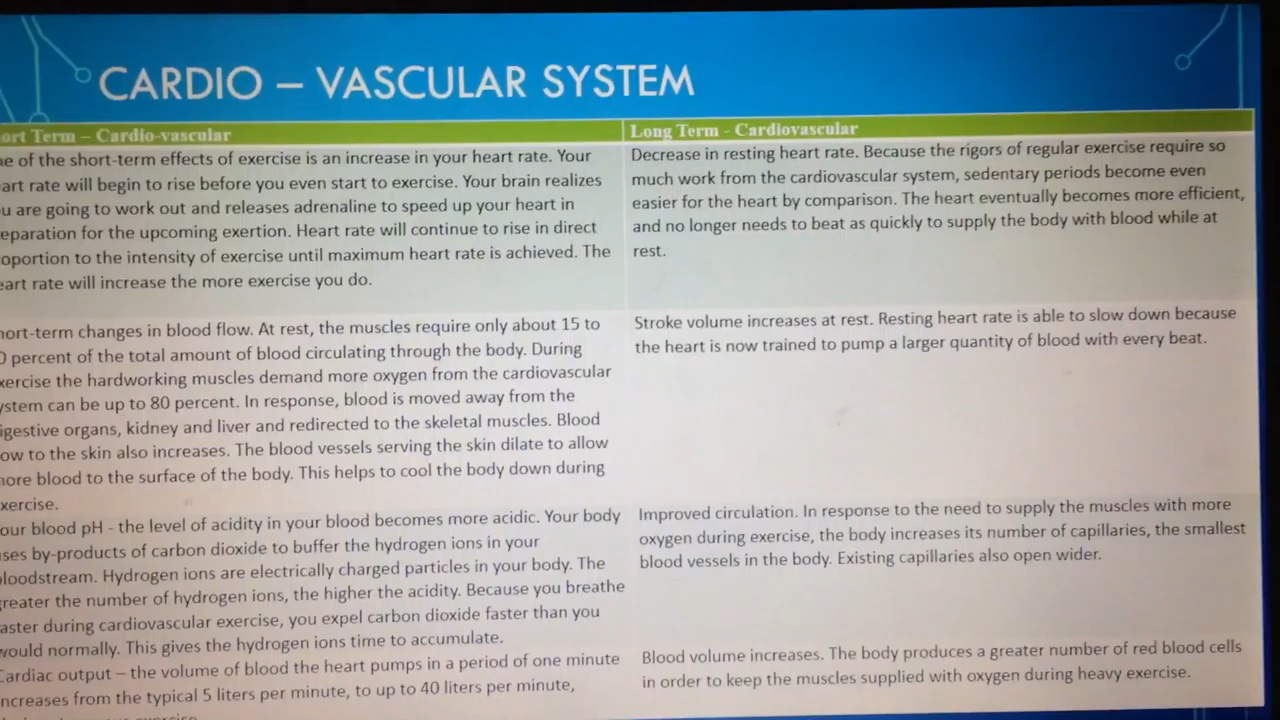 CARDIO – VASCULAR SYSTEM
ort Term – Cardio-vascular
Long Term - Cardiovascular
ne of the short-term effects of exercise is an increase in your heart rate. Your
art rate will begin to rise before you even start to exercise. Your brain realizes
u are going to work out and releases adrenaline to speed up your heart in
eparation for the upcoming exertion. Heart rate will continue to rise in direct
oportion to the intensity of exercise until maximum heart rate is achieved. The
eart rate will increase the more exercise you do.
Decrease in resting heart rate. Because the rigors of regular exercise require so
much work from the cardiovascular system, sedentary periods become even
easier for the heart by comparison. The heart eventually becomes more efficient,
and no longer needs to beat as quickly to supply the body with blood while at
rest.
hort-term changes in blood flow. At rest, the muscles require only about 15 to
0 percent of the total amount of blood circulating through the body. During
xercise the hardworking muscles demand more oxygen from the cardiovascular
ystem can be up to 80 percent. In response, blood is moved away from the
igestive organs, kidney and liver and redirected to the skeletal muscles. Blood
ow to the skin also increases. The blood vessels serving the skin dilate to allow
nore blood to the surface of the body. This helps to cool the body down during
xercise.
Stroke volume increases at rest. Resting heart rate is able to slow down because
the heart is now trained to pump a larger quantity of blood with every beat.
our blood pH - the level of acidity in your blood becomes more acidic. Your body
ses by-products of carbon dioxide to buffer the hydrogen ions in your
bloodstream. Hydrogen ions are electrically charged particles in your body. The
greater the number of hydrogen ions, the higher the acidity. Because you breathe
aster during cardiovascular exercise, you expel carbon dioxide faster than you
would normally. This gives the hydrogen ions time to accumulate.
Improved circulation. In response to the need to supply the muscles with more
oxygen during exercise, the body increases its number of capillaries, the smallest
blood vessels in the body. Existing capillaries also open wider.
Cardiac output – the volume of blood the heart pumps in a period of one minute
ncreases from the typical 5 liters per minute, to up to 40 liters per minute,
Blood volume increases. The body produces a greater number of red blood cells
in order to keep the muscles supplied with oxygen during heavy exercise.